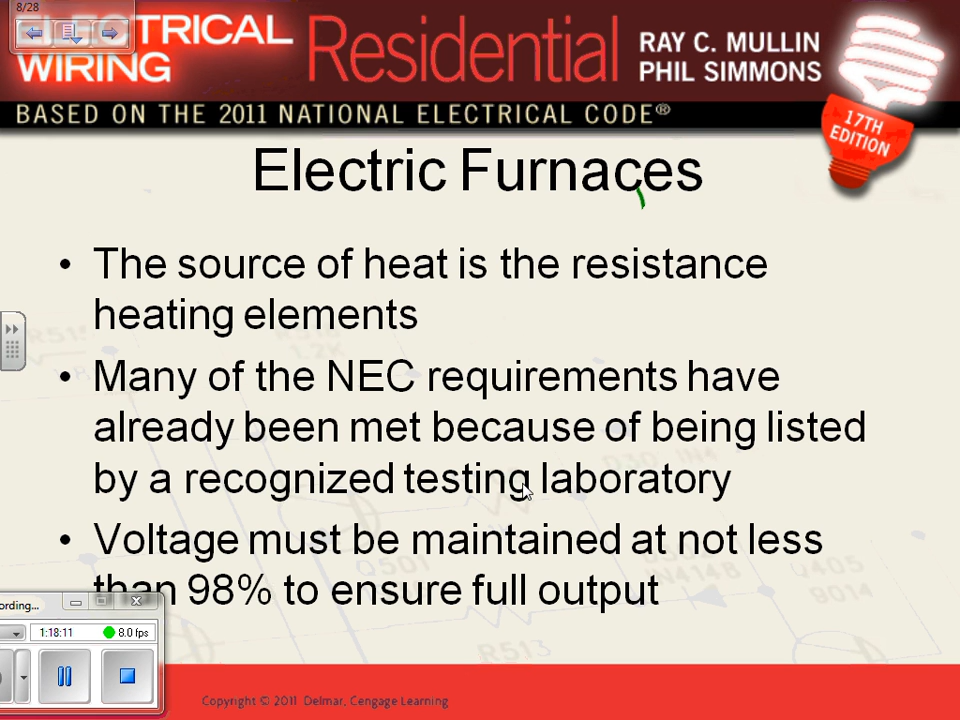 8/28
ELECTRICAL
WIRING
Residential
RAY C. MULLIN
PHIL SIMMONS
BASED ON THE 2011 NATIONAL ELECTRICAL CODE®
17TH
EDITION
Electric Furnaces
• The source of heat is the resistance
heating elements
• Many of the NEC requirements have
already been met because of being listed
by a recognized testing laboratory
• Voltage must be maintained at not less
than 98% to ensure full output
ording...
1:18:11
8.0 fps
R513
Copyright © 2011 Delmar, Cengage Learning